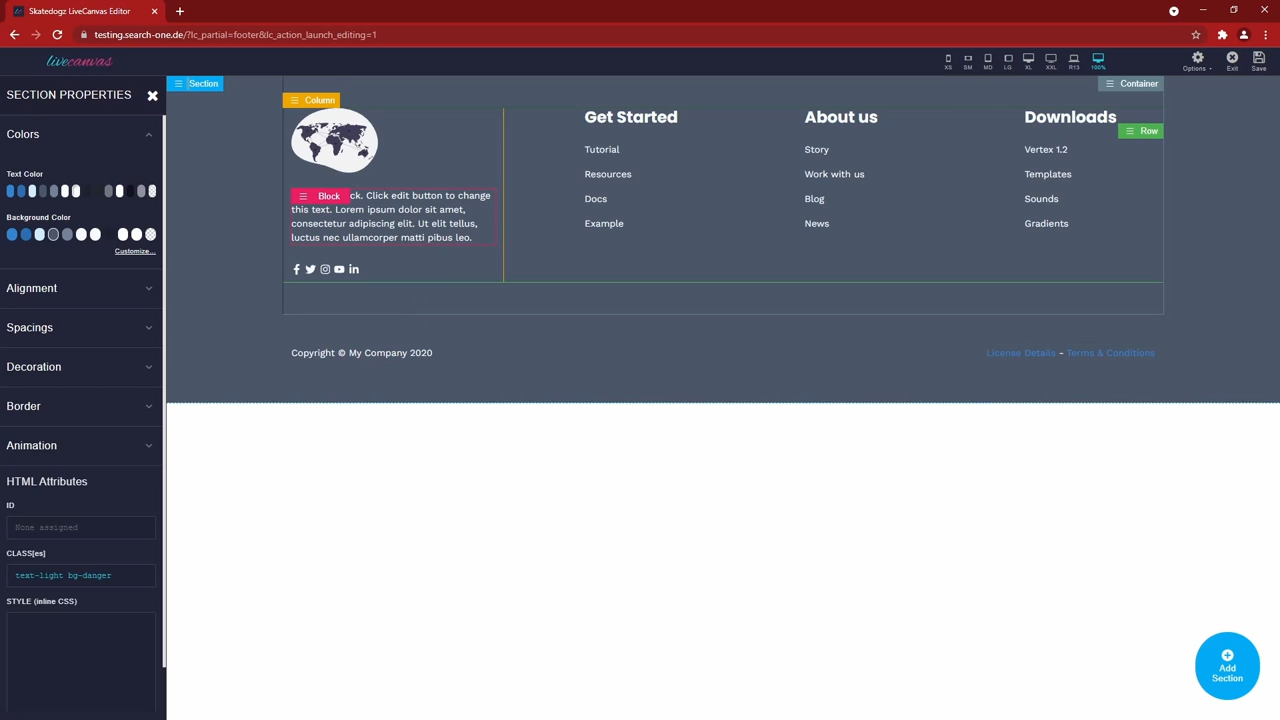 Skatedogz LiveCanvas Editor
testing.search-one.de/?lc_partial=footer&lc_action_launch_editing=1
livecanvas
XS
SM
MD
LG
XL
XXL
R13
100%
Options
Exit
Save
SECTION PROPERTIES
Colors
Text Color
Background Color
Customize...
Alignment
Spacings
Decoration
Border
Animation
HTML Attributes
ID
None assigned
CLASS[es]
text-light bg-danger
STYLE (inline CSS)
Section
Container
Column
Row
Block
ck. Click edit button to change
this text. Lorem ipsum dolor sit amet,
consectetur adipiscing elit. Ut elit tellus,
luctus nec ullamcorper matti pibus leo.
Get Started
Tutorial
Resources
Docs
Example
About us
Story
Work with us
Blog
News
Downloads
Vertex 1.2
Templates
Sounds
Gradients
Copyright © My Company 2020
License Details - Terms & Conditions
Add
Section